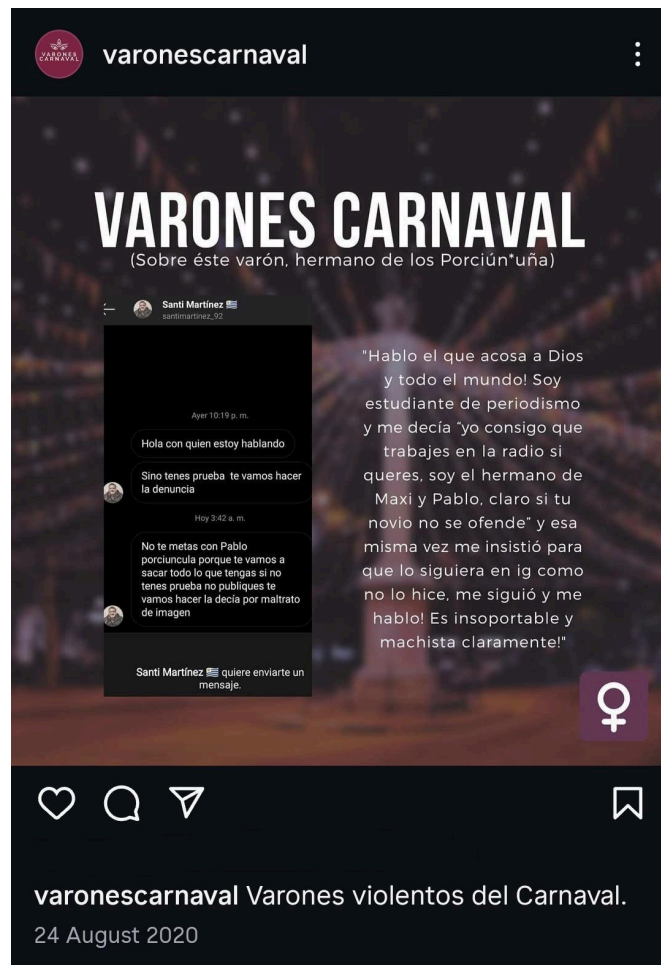 VARONES
CARNAVAL
varonescarnaval
VARONES CARNAVAL
(Sobre éste varón, hermano de los Porciún*uña)
Santi Martínez 🇺🇾
santimartinez_92
Ayer 10:19 p. m.
Hola con quien estoy hablando
Sino tenes prueba te vamos hacer
la denuncia
Hoy 3:42 a. m.
No te metas con Pablo
porciuncula porque te vamos a
sacar todo lo que tengas si no
tenes prueba no publiques te
vamos hacer la decía por maltrato
de imagen
Santi Martínez 🇺🇾 quiere enviarte un
mensaje.
"Hablo el que acosa a Dios
y todo el mundo! Soy
estudiante de periodismo
y me decía "yo consigo que
trabajes en la radio si
queres, soy el hermano de
Maxi y Pablo, claro si tu
novio no se ofende" y esa
misma vez me insistió para
que lo siguiera en ig como
no lo hice, me siguió y me
hablo! Es insoportable y
machista claramente!"
varonescarnaval Varones violentos del Carnaval.
24 August 2020